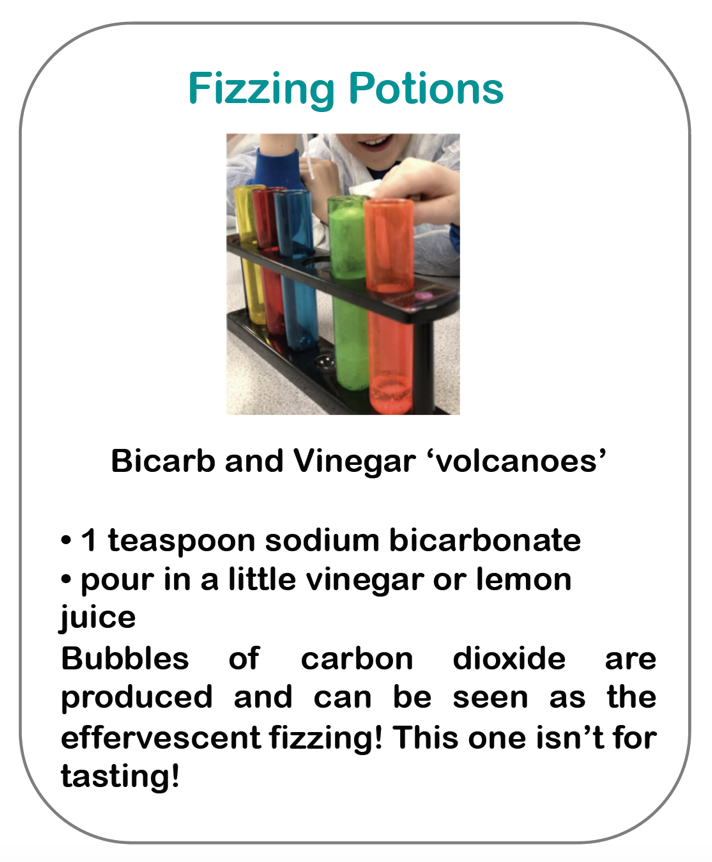 Fizzing Potions
Bicarb and Vinegar ‘volcanoes’
• 1 teaspoon sodium bicarbonate
• pour in a little vinegar or lemon
juice
Bubbles of carbon dioxide are
produced and can be seen as the
effervescent fizzing! This one isn’t for
tasting!